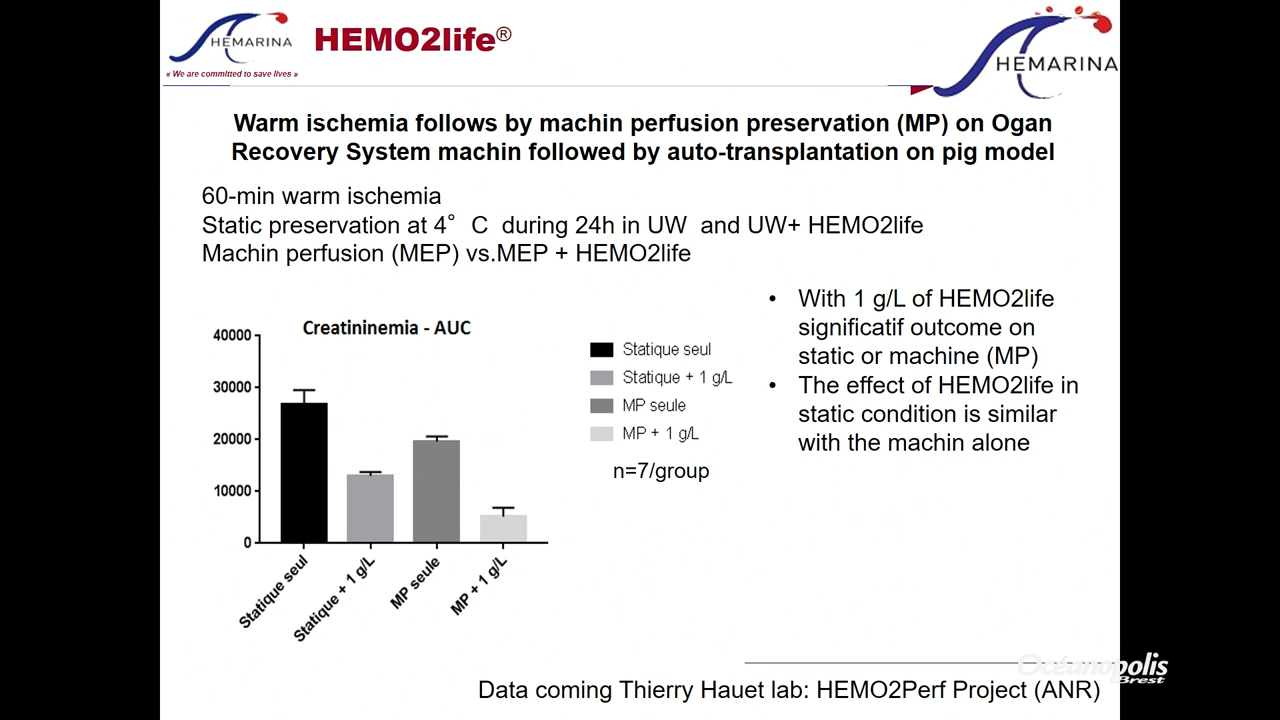 HEMARINA
HEMO2life®
« We are committed to save lives »
HEMARINA
Warm ischemia follows by machin perfusion preservation (MP) on Ogan
Recovery System machin followed by auto-transplantation on pig model
60-min warm ischemia
Static preservation at 4° C during 24h in UW and UW+ HEMO2life
Machin perfusion (MEP) vs.MEP + HEMO2life
Creatininemia - AUC
40000
30000
20000
10000
0
Statique seul
Statique + 1 g/L
MP seule
MP + 1 g/L
Statique seul
Statique + 1 g/L
MP seule
MP + 1 g/L
n=7/group
• With 1 g/L of HEMO2life
significatif outcome on
static or machine (MP)
• The effect of HEMO2life in
static condition is similar
with the machin alone
Océanopolis
Brest
Data coming Thierry Hauet lab: HEMO2Perf Project (ANR)